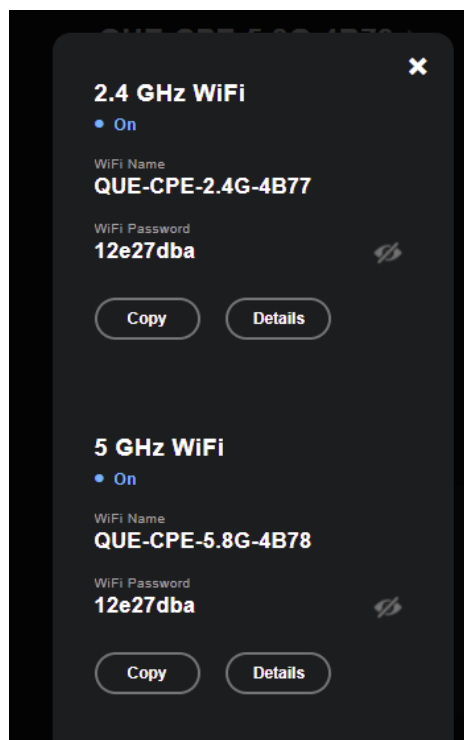 2.4 GHz WiFi
On
WiFi Name
QUE-CPE-2.4G-4B77
WiFi Password
12e27dba
Copy
Details
5 GHz WiFi
On
WiFi Name
QUE-CPE-5.8G-4B78
WiFi Password
12e27dba
Copy
Details